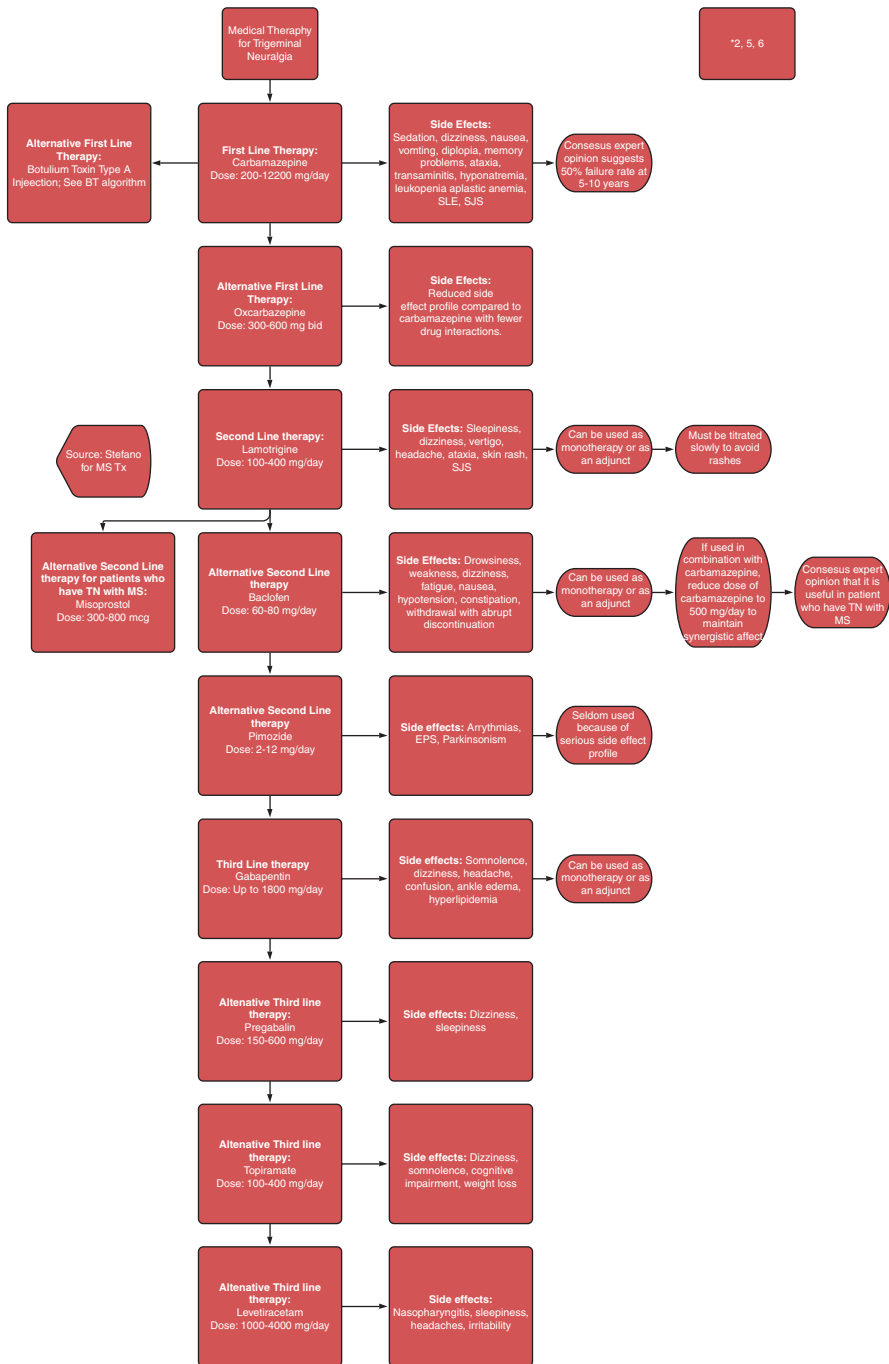 Medical Theraphy
for Trigeminal
Neuralgia
*2, 5, 6
Alternative First Line
Therapy:
Botulium Toxin Type A
Injeection; See BT algorithm
First Line Therapy:
Carbamazepine
Dose: 200-12200 mg/day
Side Efects:
Sedation, dizziness, nausea,
vomting, diplopia, memory
problems, ataxia,
transaminitis, hyponatremia,
leukopenia aplastic anemia,
SLE, SJS
Consesus expert
opinion suggests
50% failure rate at
5-10 years
Alternative First Line
Therapy:
Oxcarbazepine
Dose: 300-600 mg bid
Side Efects:
Reduced side
effect profile compared to
carbamazepine with fewer
drug interactions.
Source: Stefano
for MS Tx
Second Line therapy:
Lamotrigine
Dose: 100-400 mg/day
Side Efects: Sleepiness,
dizziness, vertigo,
headache, ataxia, skin rash,
SJS
Can be used as
monotherapy or as
an adjunct
Must be titrated
slowly to avoid
rashes
Alternative Second Line
therapy for patients who
have TN with MS:
Misoprostol
Dose: 300-800 mcg
Alternative Second Line
therapy
Baclofen
Dose: 60-80 mg/day
Side Effects: Drowsiness,
weakness, dizziness,
fatigue, nausea,
hypotension, constipation,
withdrawal with abrupt
discontinuation
Can be used as
monotherapy or as
an adjunct
If used in
combination with
carbamazepine,
reduce dose of
carbamazepine to
500 mg/day to
maintain
synergistic affect
Consesus expert
opinion that it is
useful in patient
who have TN with
MS
Alternative Second Line
therapy
Pimozide
Dose: 2-12 mg/day
Side effects: Arrythmias,
EPS, Parkinsonism
Seldom used
because of
serious side effect
profile
Third Line therapy
Gabapentin
Dose: Up to 1800 mg/day
Side effects: Somnolence,
dizziness, headache,
confusion, ankle edema,
hyperlipidemia
Can be used as
monotherapy or as
an adjunct
Altenative Third line
therapy:
Pregabalin
Dose: 150-600 mg/day
Side effects: Dizziness,
sleepiness
Altenative Third line
therapy:
Topiramate
Dose: 100-400 mg/day
Side effects: Dizziness,
somnolence, cognitive
impairment, weight loss
Altenative Third line
therapy:
Levetiracetam
Dose: 1000-4000 mg/day
Side effects:
Nasopharyngitis, sleepiness,
headaches, irritability